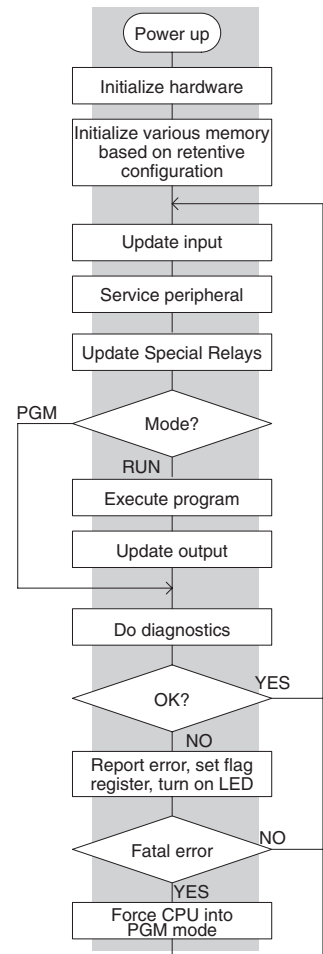 Power up
Initialize hardware
Initialize various memory
based on retentive
configuration
Update input
Service peripheral
Update Special Relays
PGM
Mode?
RUN
Execute program
Update output
Do diagnostics
YES
OK?
NO
Report error, set flag
register, turn on LED
NO
Fatal error
YES
Force CPU into
PGM mode